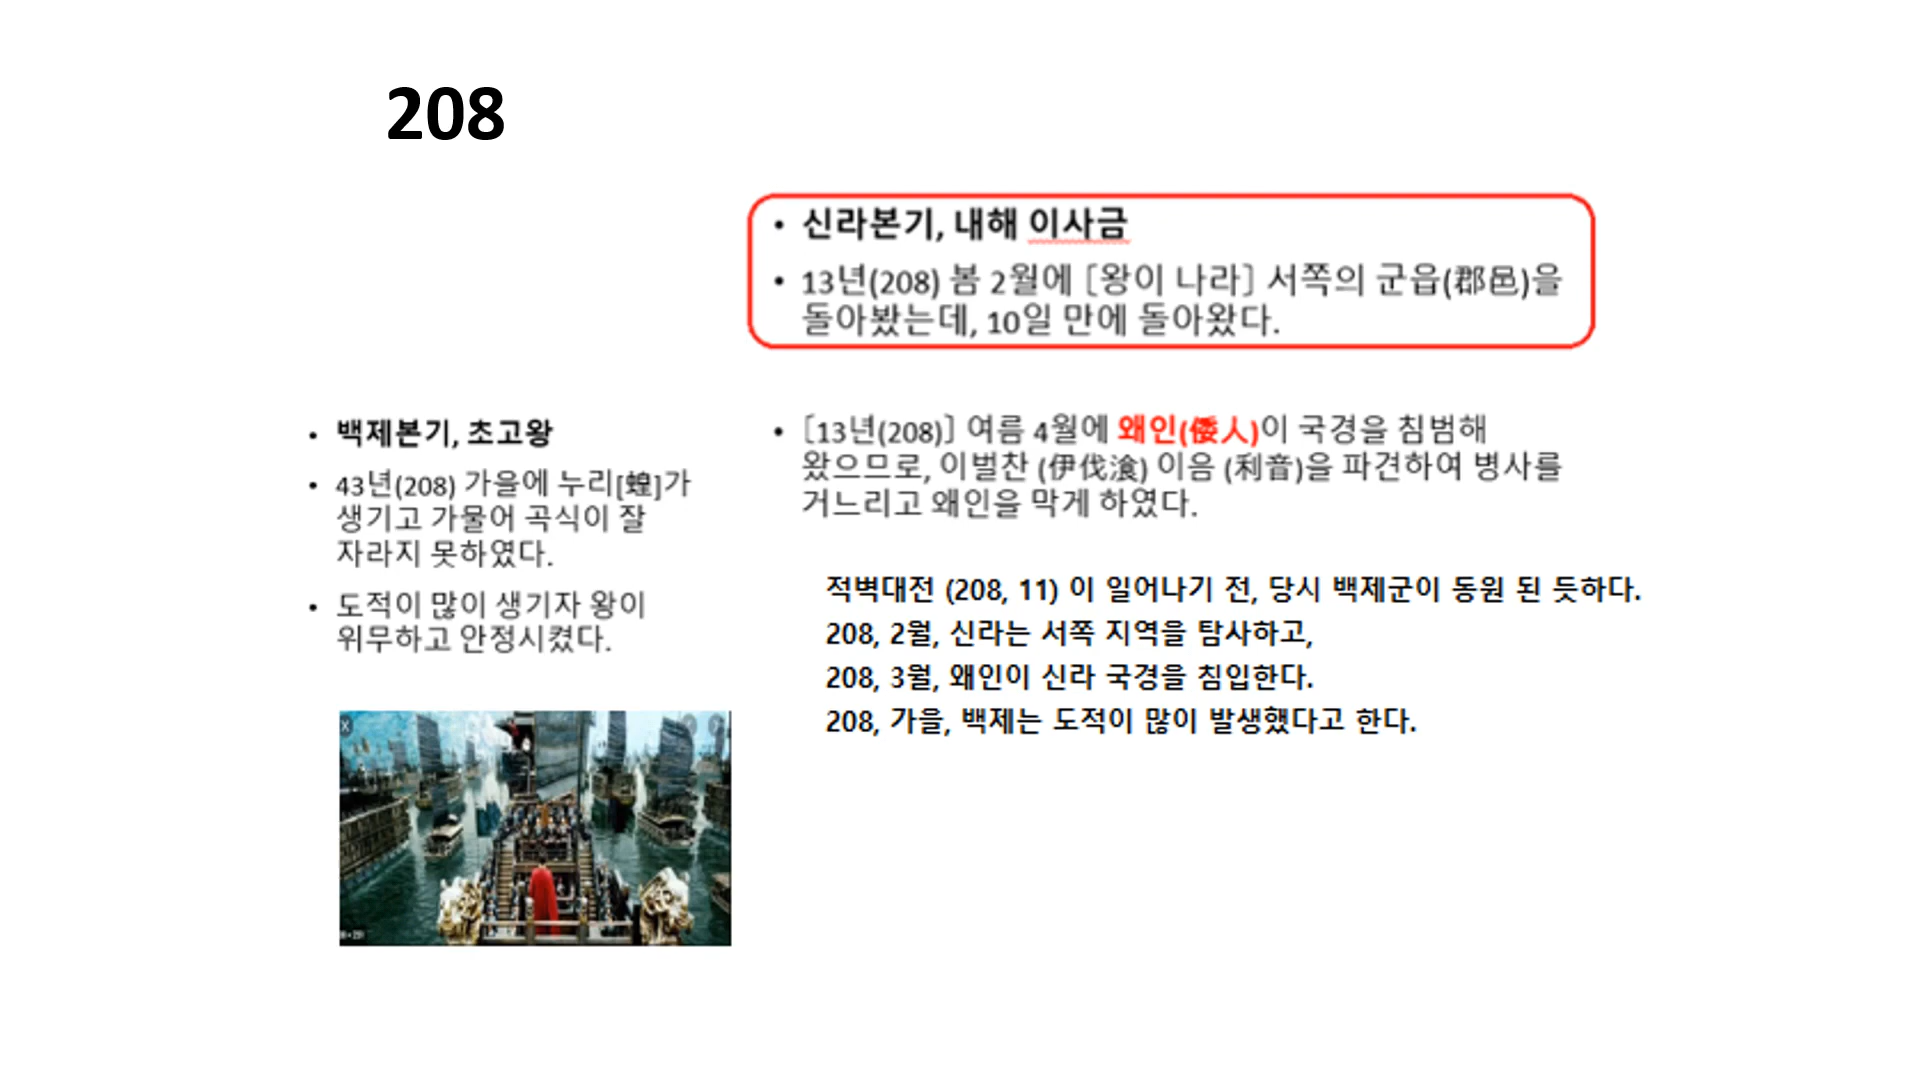 208
• 신라본기, 내해 이사금
• 13년(208) 봄 2월에 [왕이 나라] 서쪽의 군읍(郡邑)을
돌아봤는데, 10일 만에 돌아왔다.
• 백제본기, 초고왕
• 43년(208) 가을에 누리[蝗]가
생기고 가물어 곡식이 잘
자라지 못하였다.
• 도적이 많이 생기자 왕이
위무하고 안정시켰다.
• [13년(208)] 여름 4월에 왜인(倭人)이 국경을 침범해
왔으므로, 이벌찬 (伊伐飡) 이음 (利音)을 파견하여 병사를
거느리고 왜인을 막게 하였다.
적벽대전 (208, 11) 이 일어나기 전, 당시 백제군이 동원 된 듯하다.
208, 2월, 신라는 서쪽 지역을 탐사하고,
208, 3월, 왜인이 신라 국경을 침입한다.
208, 가을, 백제는 도적이 많이 발생했다고 한다.